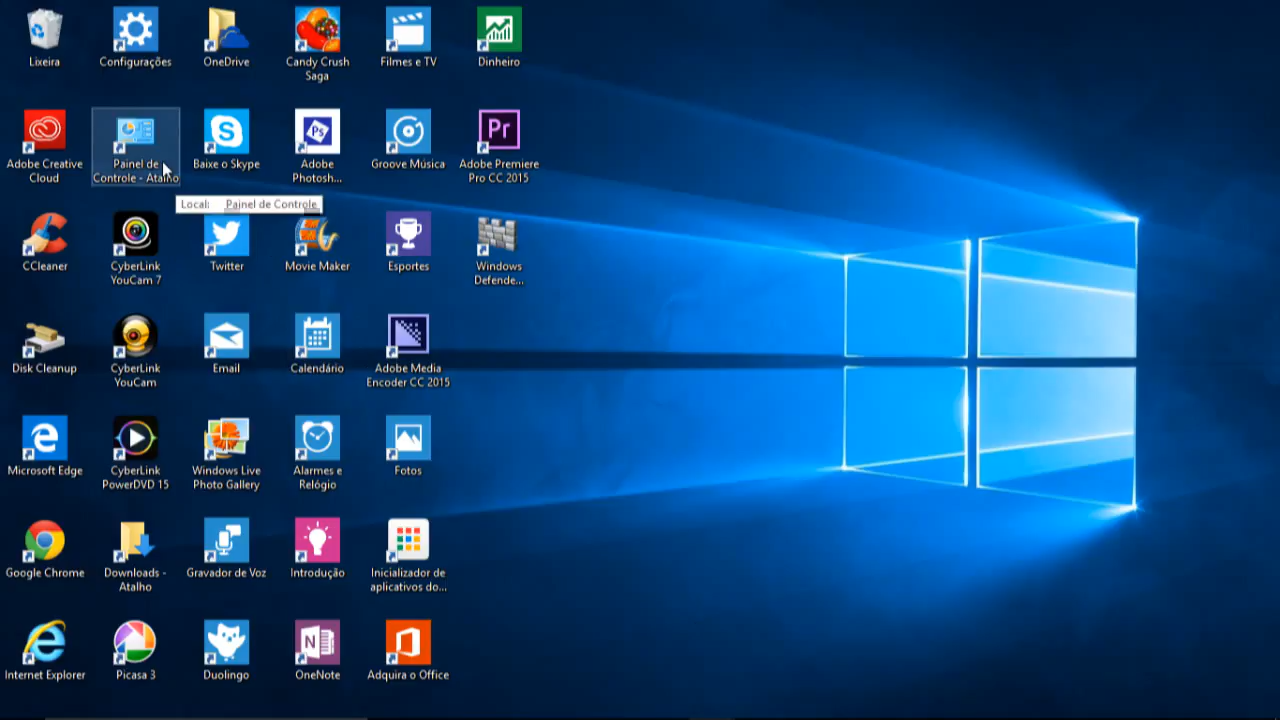 Lixeira
Configurações
OneDrive
Candy Crush
Saga
Filmes e TV
Dinheiro
Adobe Creative
Cloud
Painel de
Controle - Atalho
Baixe o Skype
Ps
Adobe
Photosh...
Groove Música
Pr
Adobe Premiere
Pro CC 2015
Local: Painel de Controle
CCleaner
CyberLink
YouCam 7
Twitter
Movie Maker
Esportes
Windows
Defende...
Disk Cleanup
CyberLink
YouCam
Email
Calendário
Adobe Media
Encoder CC 2015
Microsoft Edge
CyberLink
PowerDVD 15
Windows Live
Photo Gallery
Alarmes e
Relógio
Fotos
Google Chrome
Downloads -
Atalho
Gravador de Voz
Introdução
Inicializador de
aplicativos do...
Internet Explorer
Picasa 3
Duolingo
N
OneNote
Adquira o Office